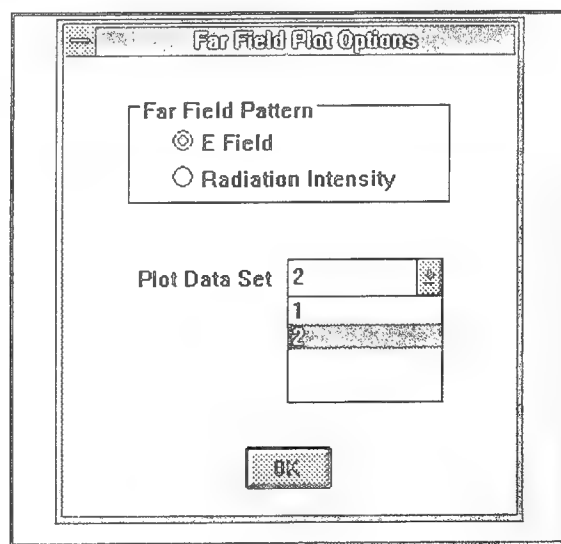 Far Field Plot Options
Far Field Pattern
E Field
Radiation Intensity
Plot Data Set 2
1
2
OK